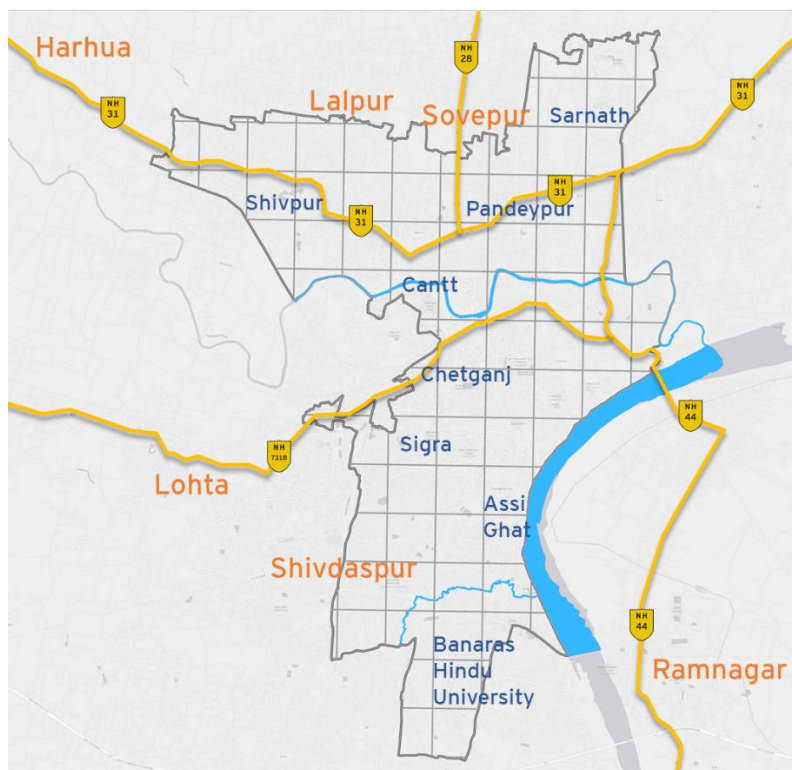 Harhua
NH
28
NH
31
NH
31
Lalpur
Sovepur
Sarnath
Shivpur
NH
31
Pandeypur
NH
31
Cantt
Chetganj
NH
44
Sigra
NH
7318
Lohta
Assi
Ghat
Shivdaspur
NH
44
Banaras
Hindu
University
Ramnagar